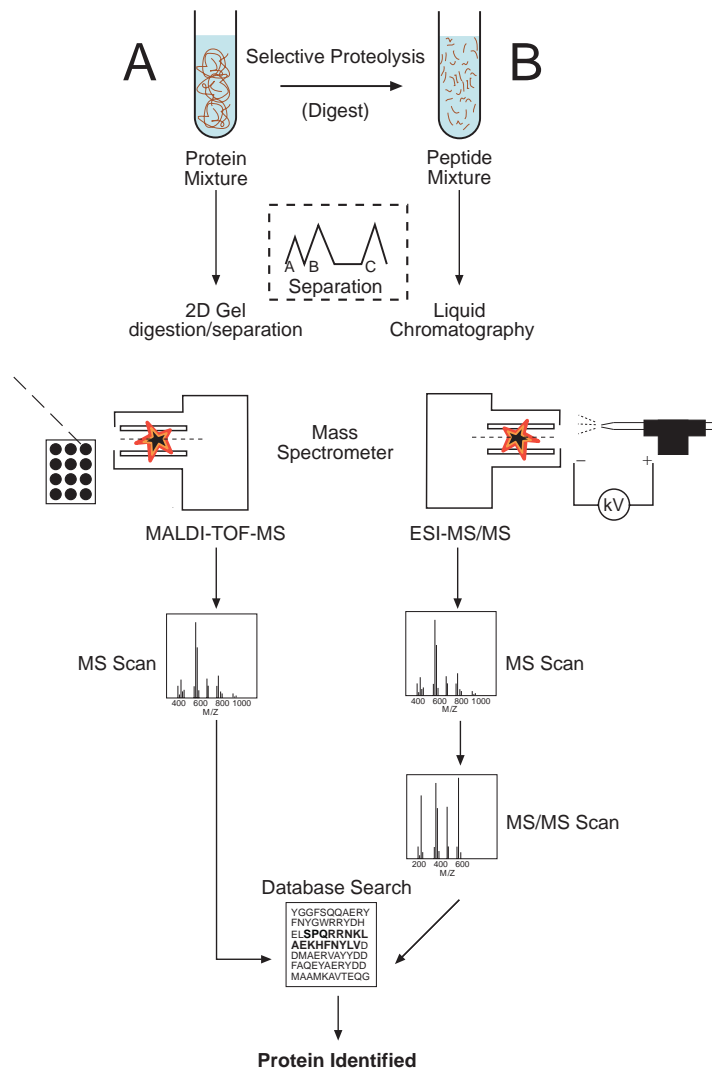 A
Selective Proteolysis
(Digest)
B
Protein
Mixture
Peptide
Mixture
A B C
Separation
2D Gel
digestion/separation
Liquid
Chromatography
Mass
Spectrometer
– +
kV
MALDI-TOF-MS
ESI-MS/MS
MS Scan
400 600 800 1000
M/Z
400 600 800 1000
M/Z
MS Scan
200 400 600
M/Z
MS/MS Scan
Database Search
YGGFSQQAERY
FNYGWRRYDH
ELSPQRRNKL
AEKHFNYLVD
DMAERVAYYDD
FAQEYAERYDD
MAAMKAVTEQG
Protein Identified